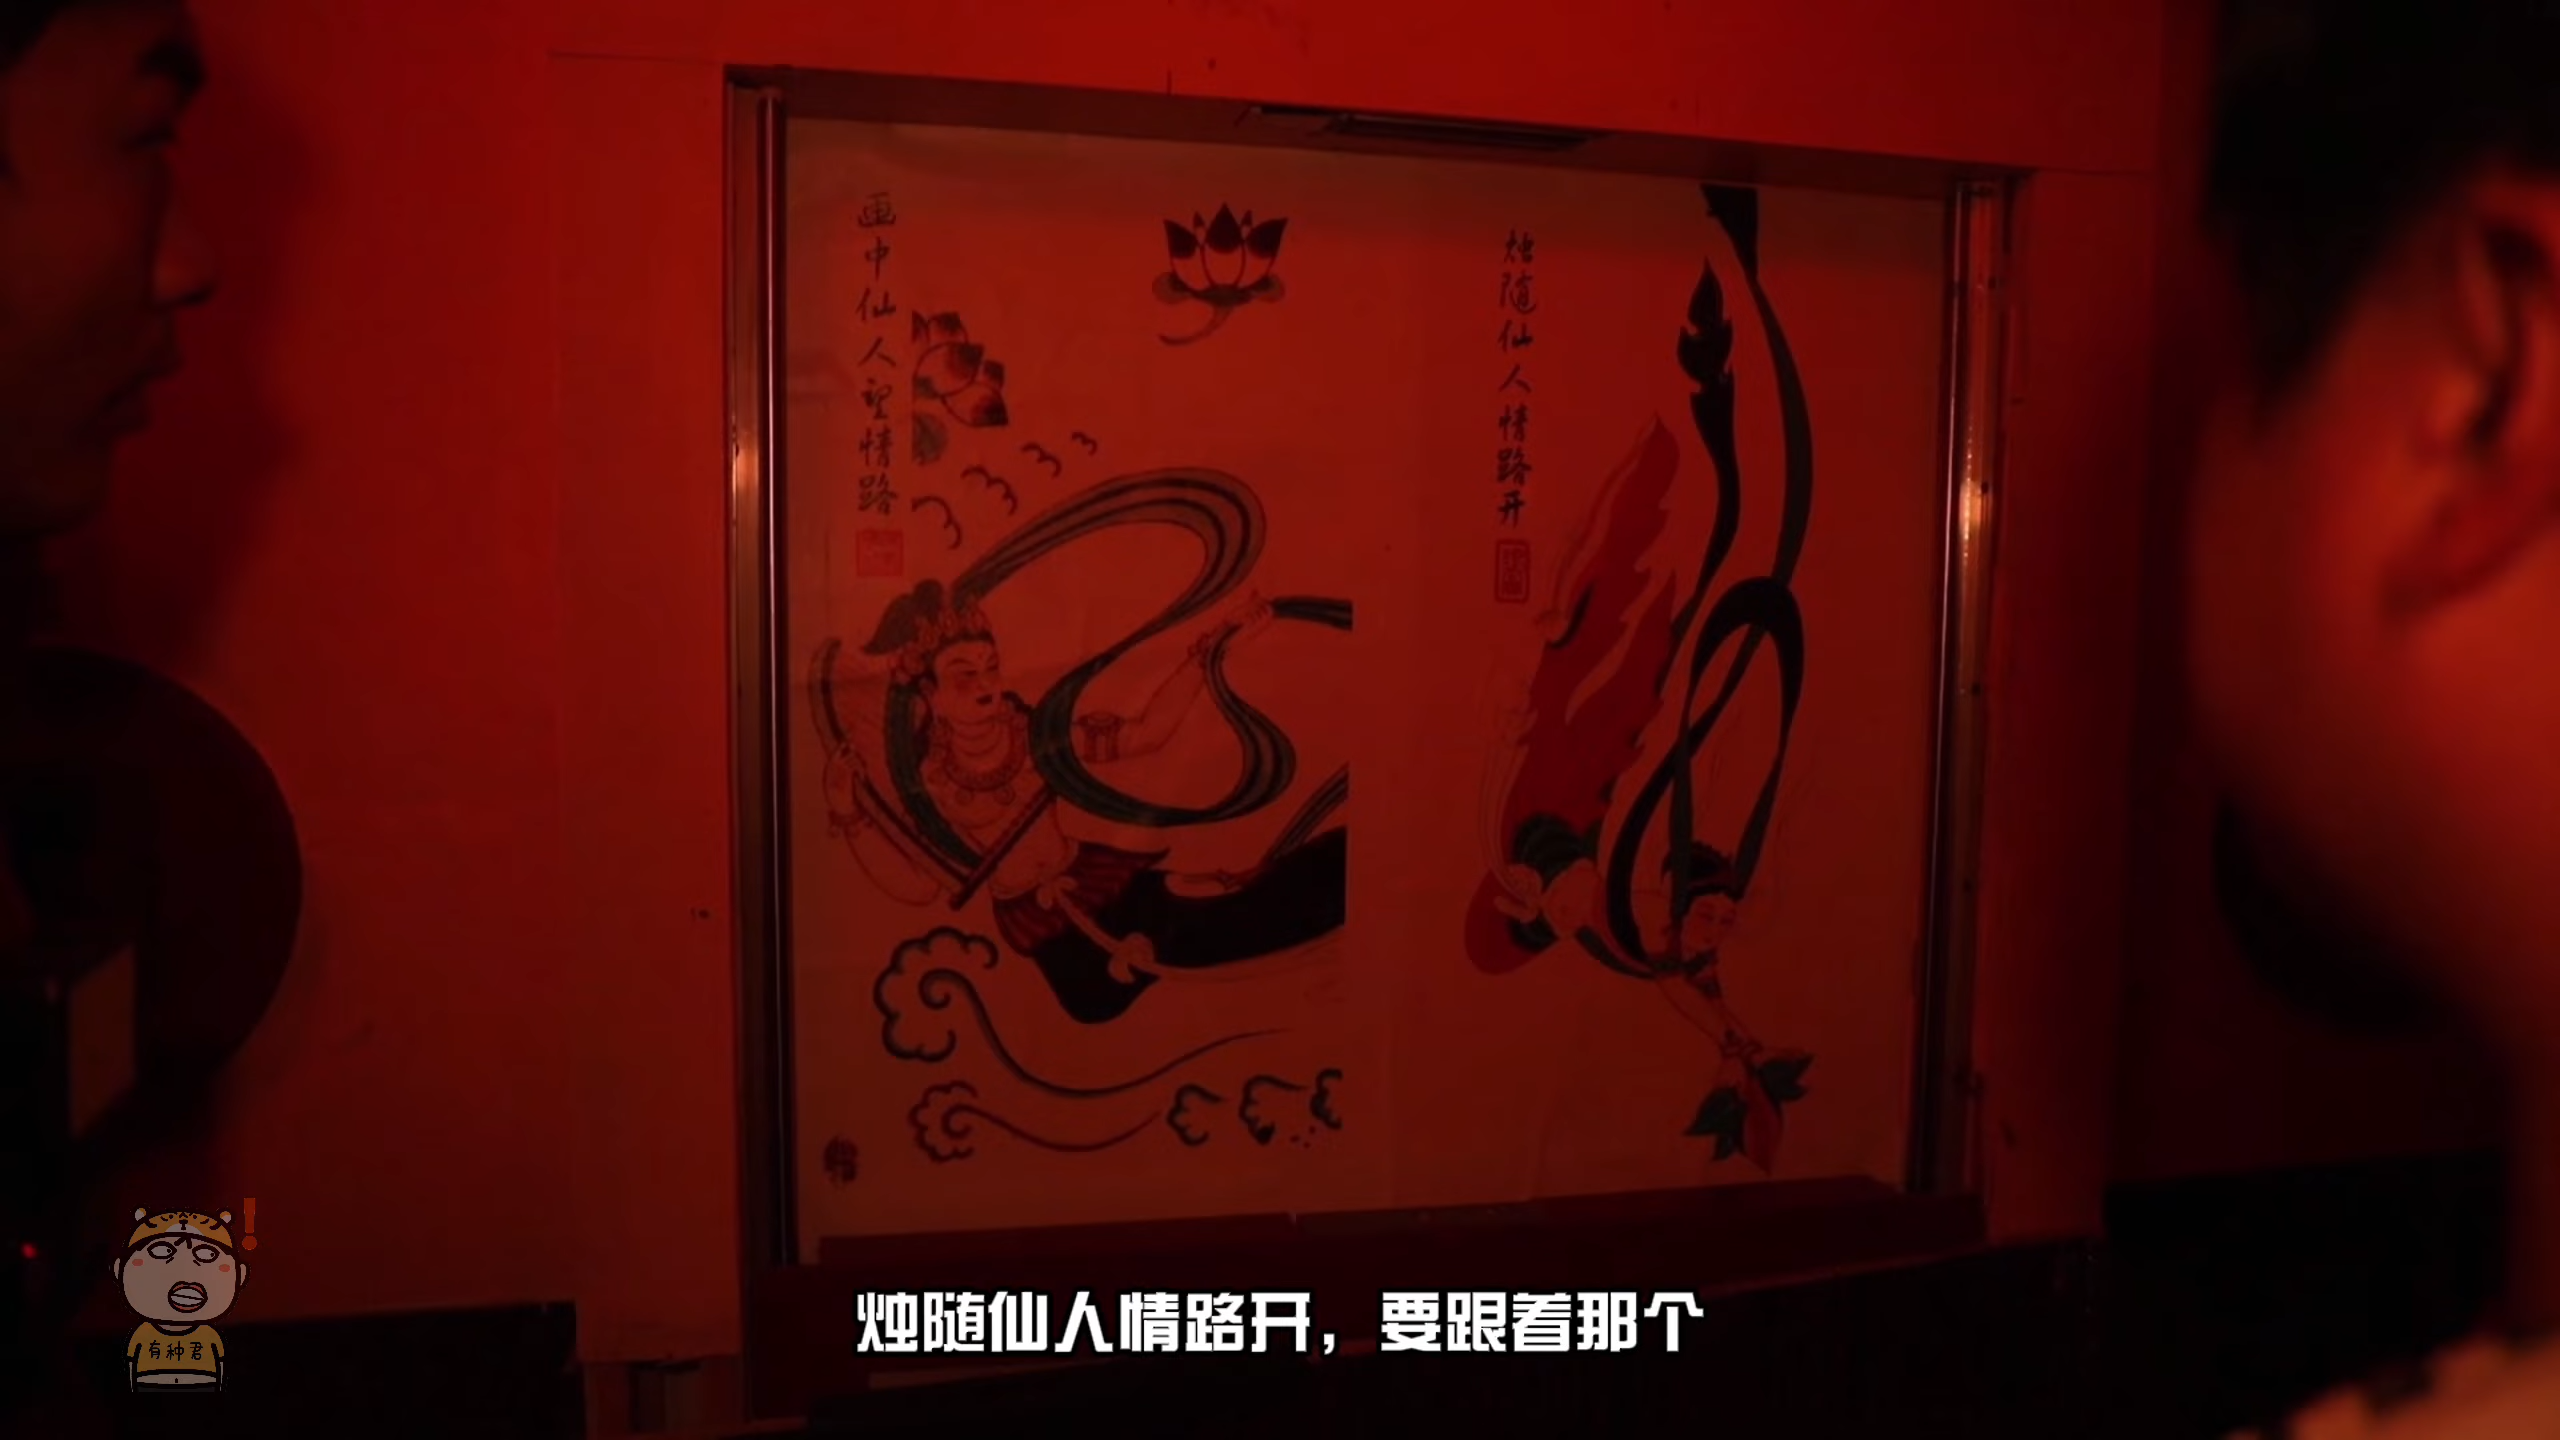 画中仙人望情路
烛随仙人情路开
有种君
烛随仙人情路开，要跟着那个